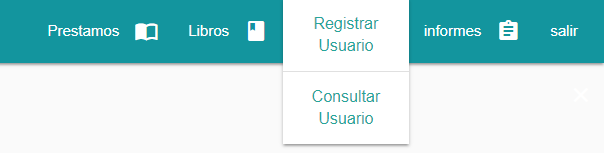 Prestamos
Libros
Registrar
Usuario
Consultar
Usuario
informes
salir